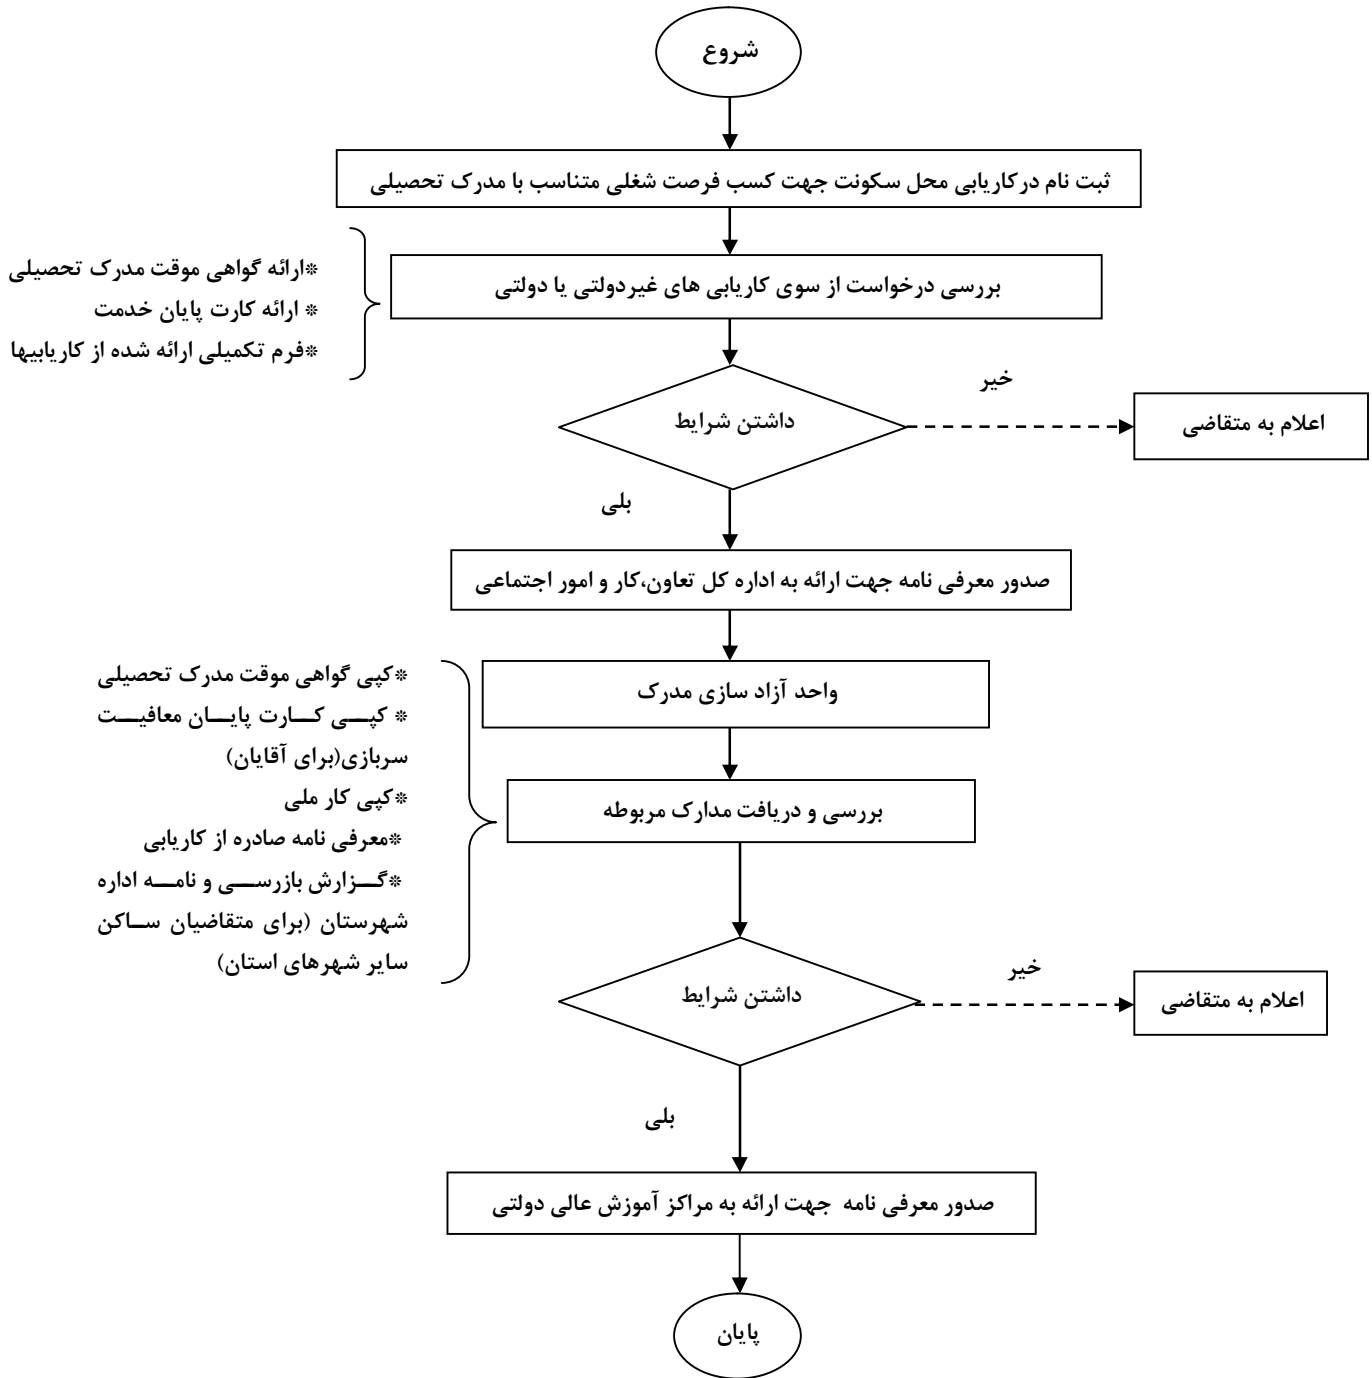 شروع
ثبت نام درکاریابی محل سکونت جهت کسب فرصت شغلی متناسب با مدرک تحصیلی
بررسی درخواست از سوی کاریابی های غیردولتی یا دولتی
*ارائه گواهی موقت مدرک تحصیلی
* ارائه کارت پایان خدمت
*فرم تکمیلی ارائه شده از کاریابیها
داشتن شرایط
خیر
اعلام به متقاضی
بلی
صدور معرفی نامه جهت ارائه به اداره کل تعاون،کار و امور اجتماعی
واحد آزاد سازی مدرک
بررسی و دریافت مدارک مربوطه
*کپی گواهی موقت مدرک تحصیلی
* کپی کارت پایان معافیت
سربازی(برای آقایان)
*کپی کار ملی
*معرفی نامه صادره از کاریابی
*گزارش بازرسی و نامه اداره
شهرستان (برای متقاضیان ساکن
سایر شهرهای استان)
داشتن شرایط
خیر
اعلام به متقاضی
بلی
صدور معرفی نامه جهت ارائه به مراکز آموزش عالی دولتی
پایان